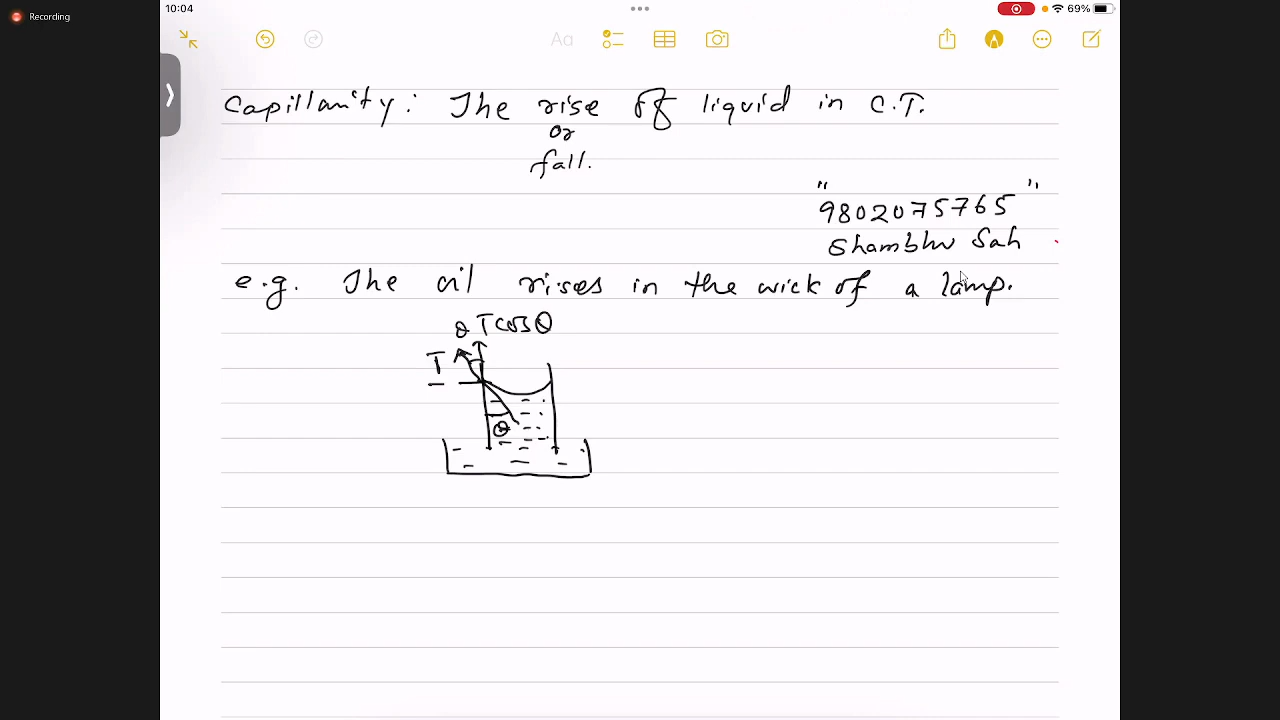 Recording
10:04
69%
Aa
Capillarity: The rise of liquid in C.T.
or
fall.
" "
9802075765
Shambhu Sah
e.g. The oil rises in the wick of a lamp.
θ T cos θ
T
θ